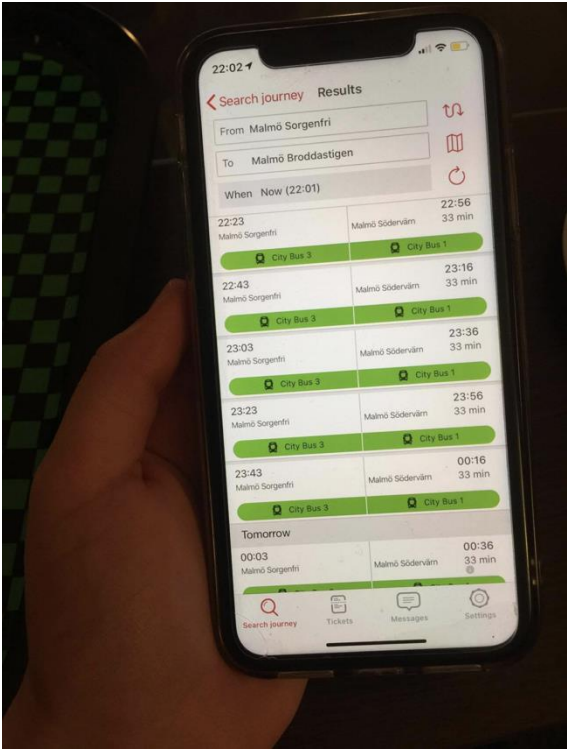 22:02
Search journey Results
From Malmö Sorgenfri
To Malmö Broddastigen
When Now (22:01)
22:23 22:56
Malmö Sorgenfri Malmö Södervärn 33 min
City Bus 3 City Bus 1
22:43 23:16
Malmö Sorgenfri Malmö Södervärn 33 min
City Bus 3 City Bus 1
23:03 23:36
Malmö Sorgenfri Malmö Södervärn 33 min
City Bus 3 City Bus 1
23:23 23:56
Malmö Sorgenfri Malmö Södervärn 33 min
City Bus 3 City Bus 1
23:43 00:16
Malmö Sorgenfri Malmö Södervärn 33 min
City Bus 3 City Bus 1
Tomorrow
00:03 00:36
Malmö Sorgenfri Malmö Södervärn 33 min
Search journey Tickets Messages Settings